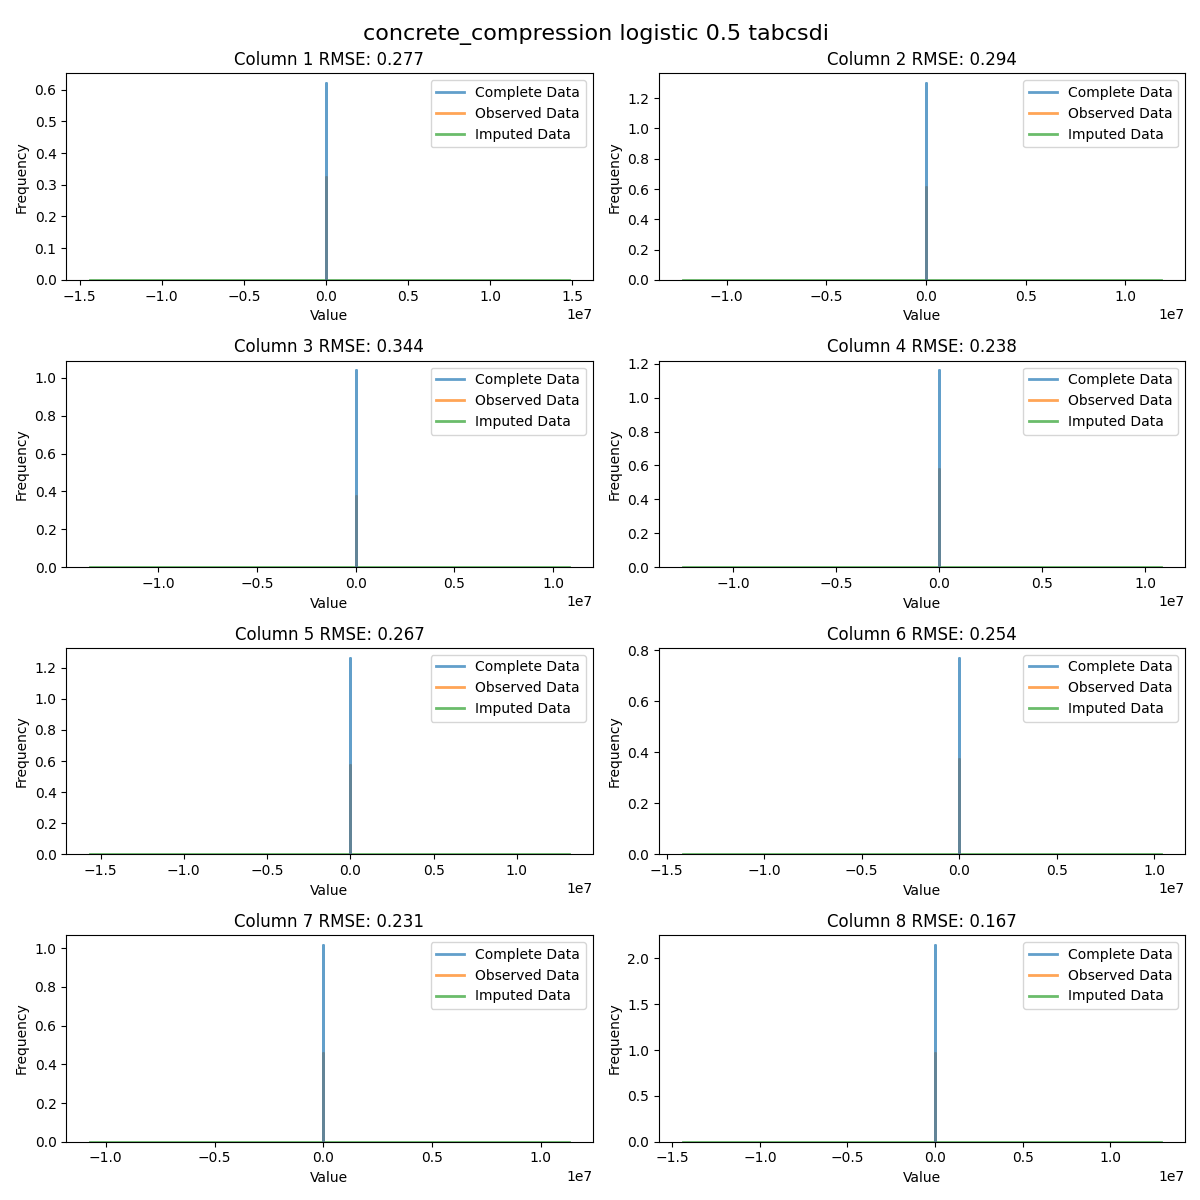 concrete_compression logistic 0.5 tabcsdi
Column 1 RMSE: 0.277
Frequency
0.6
0.5
0.4
0.3
0.2
0.1
0.0
Complete Data
Observed Data
Imputed Data
−1.5 −1.0 −0.5 0.0 0.5 1.0 1.5
Value
1e7
Column 2 RMSE: 0.294
Frequency
1.2
1.0
0.8
0.6
0.4
0.2
0.0
Complete Data
Observed Data
Imputed Data
−1.0 −0.5 0.0 0.5 1.0
Value
1e7
Column 3 RMSE: 0.344
Frequency
1.0
0.8
0.6
0.4
0.2
0.0
Complete Data
Observed Data
Imputed Data
−1.0 −0.5 0.0 0.5 1.0
Value
1e7
Column 4 RMSE: 0.238
Frequency
1.2
1.0
0.8
0.6
0.4
0.2
0.0
Complete Data
Observed Data
Imputed Data
−1.0 −0.5 0.0 0.5 1.0
Value
1e7
Column 5 RMSE: 0.267
Frequency
1.2
1.0
0.8
0.6
0.4
0.2
0.0
Complete Data
Observed Data
Imputed Data
−1.5 −1.0 −0.5 0.0 0.5 1.0
Value
1e7
Column 6 RMSE: 0.254
Frequency
0.8
0.6
0.4
0.2
0.0
Complete Data
Observed Data
Imputed Data
−1.5 −1.0 −0.5 0.0 0.5 1.0
Value
1e7
Column 7 RMSE: 0.231
Frequency
1.0
0.8
0.6
0.4
0.2
0.0
Complete Data
Observed Data
Imputed Data
−1.0 −0.5 0.0 0.5 1.0
Value
1e7
Column 8 RMSE: 0.167
Frequency
2.0
1.5
1.0
0.5
0.0
Complete Data
Observed Data
Imputed Data
−1.5 −1.0 −0.5 0.0 0.5 1.0
Value
1e7